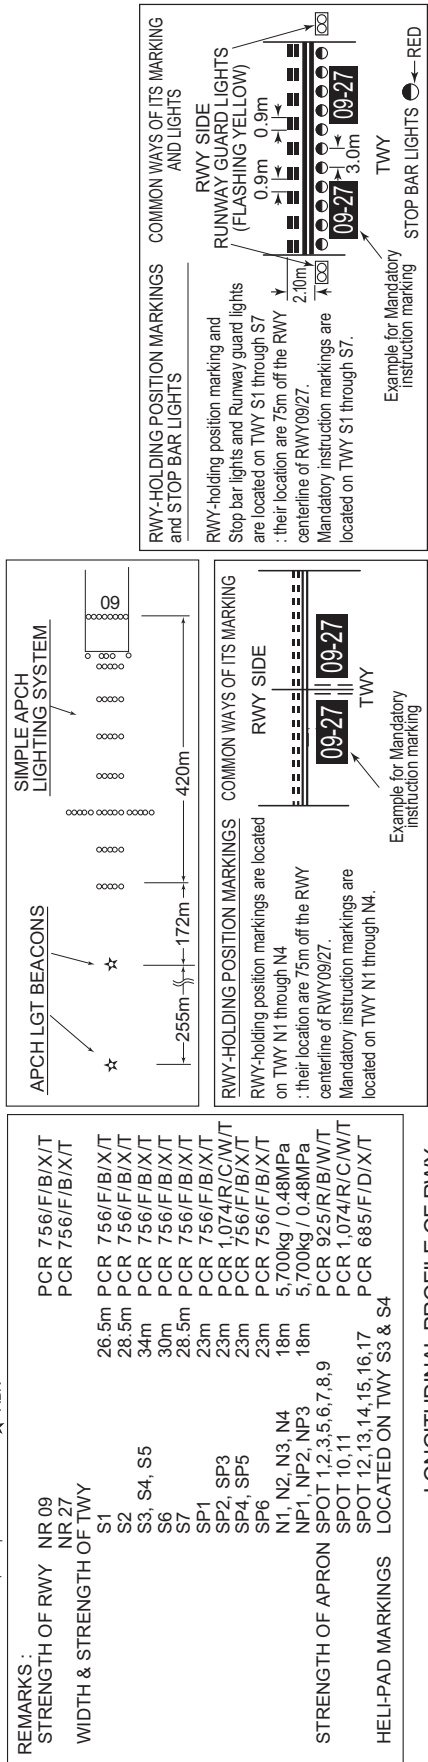 REMARKS :
STRENGTH OF RWY NR 09 PCR 756/F/B/X/T
NR 27 PCR 756/F/B/X/T
WIDTH & STRENGTH OF TWY
S1 26.5m PCR 756/F/B/X/T
S2 28.5m PCR 756/F/B/X/T
S3, S4, S5 34m PCR 756/F/B/X/T
S6 30m PCR 756/F/B/X/T
S7 28.5m PCR 756/F/B/X/T
SP1 23m PCR 756/F/B/X/T
SP2, SP3 23m PCR 1,074/R/C/W/T
SP4, SP5 23m PCR 756/F/B/X/T
SP6 23m PCR 756/F/B/X/T
N1, N2, N3, N4 18m 5,700kg / 0.48MPa
NP1, NP2, NP3 18m 5,700kg / 0.48MPa
STRENGTH OF APRON SPOT 1,2,3,5,6,7,8,9 PCR 925/R/B/W/T
SPOT 10,11 PCR 1,074/R/C/W/T
SPOT 12,13,14,15,16,17 PCR 685/F/D/X/T
HELI-PAD MARKINGS LOCATED ON TWY S3 & S4
APCH LGT BEACONS
SIMPLE APCH
LIGHTING SYSTEM
09
255m
172m
420m
RWY-HOLDING POSITION MARKINGS
RWY-holding position markings are located
on TWY N1 through N4
: their location are 75m off the RWY
centerline of RWY09/27.
Mandatory instruction markings are
located on TWY N1 through N4.
COMMON WAYS OF ITS MARKING
RWY SIDE
09-27 09-27
TWY
Example for Mandatory
instruction marking
RWY-HOLDING POSITION MARKINGS
and STOP BAR LIGHTS
RWY-holding position marking and
Stop bar lights and Runway guard lights
are located on TWY S1 through S7
: their location are 75m off the RWY
centerline of RWY09/27.
Mandatory instruction markings are
located on TWY S1 through S7.
COMMON WAYS OF ITS MARKING
AND LIGHTS
RWY SIDE
RUNWAY GUARD LIGHTS
(FLASHING YELLOW)
0.9m 0.9m
2.10m
09-27 3.0m 09-27
TWY
Example for Mandatory
instruction marking
STOP BAR LIGHTS RED